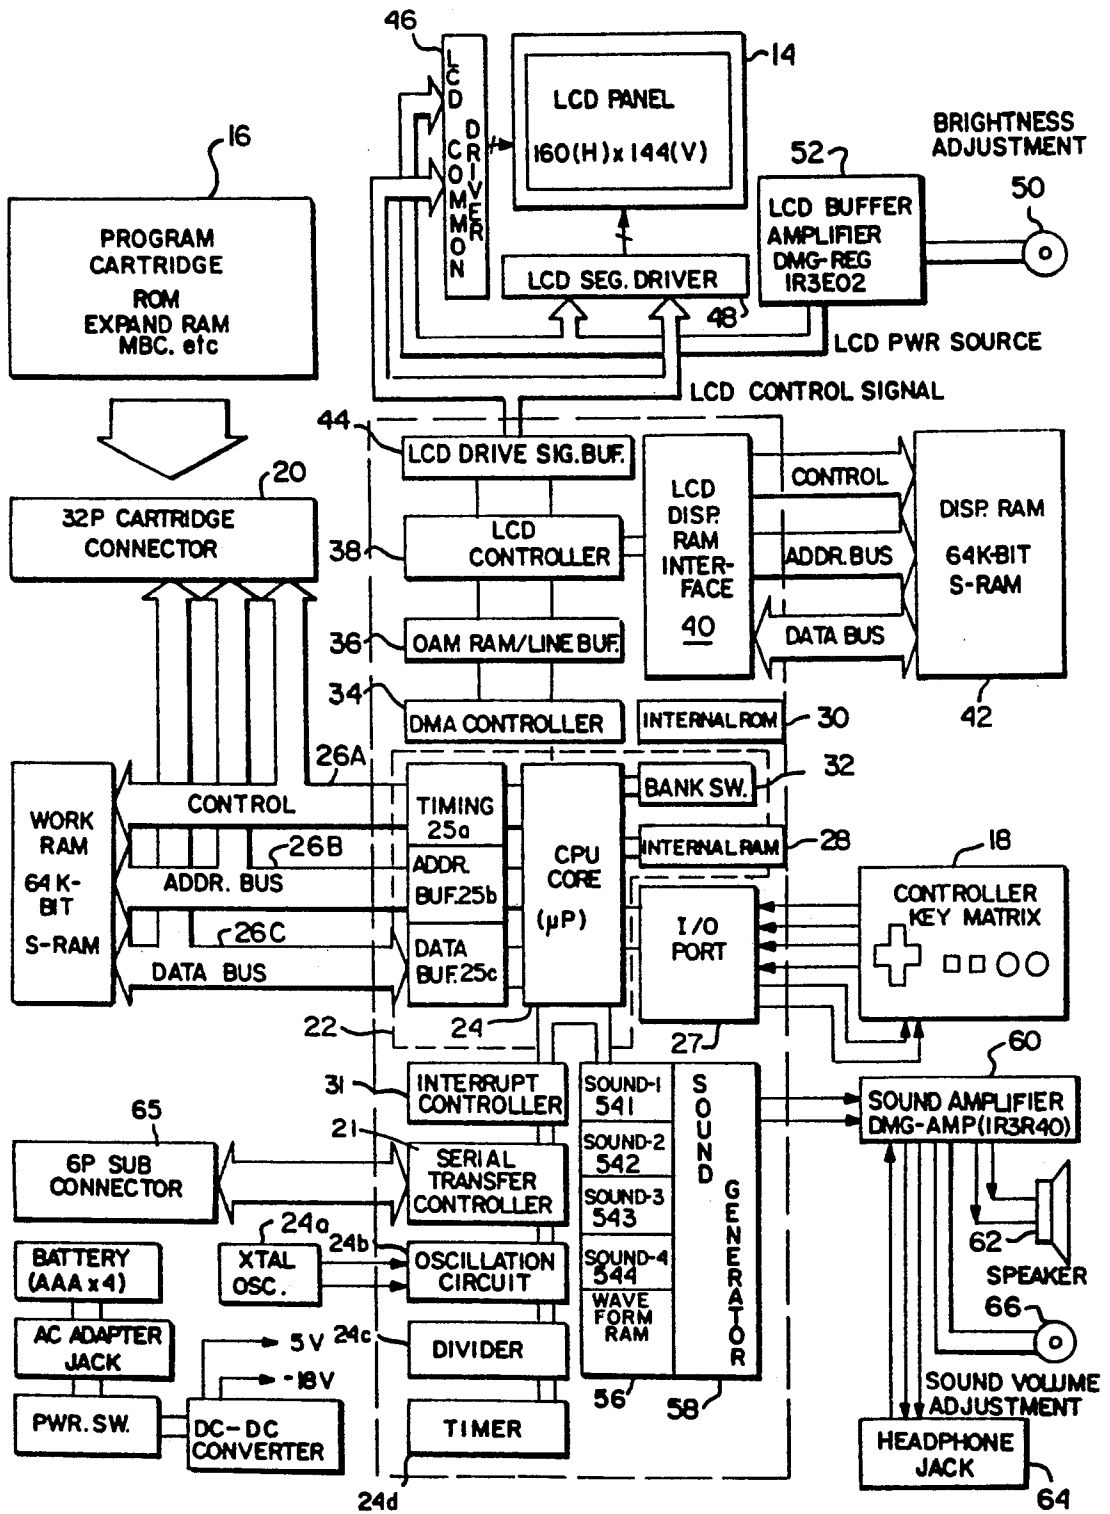 46
LCD COMMON
DRIVER
14
LCD PANEL
160(H)x144(V)
BRIGHTNESS
ADJUSTMENT
50
52
LCD BUFFER
AMPLIFIER
DMG-REG
IR3E02
16
PROGRAM
CARTRIDGE
ROM
EXPAND RAM
MBC. etc
LCD SEG. DRIVER
48
LCD PWR SOURCE
LCD CONTROL SIGNAL
44
LCD DRIVE SIG. BUF.
20
32P CARTRIDGE
CONNECTOR
38
LCD
CONTROLLER
LCD
DISP.
RAM
INTER-
FACE
40
CONTROL
ADDR. BUS
DATA BUS
DISP. RAM
64K-BIT
S-RAM
42
36
OAM RAM/LINE BUF.
34
DMA CONTROLLER
INTERNAL ROM
30
26A
CONTROL
TIMING
25a
BANK SW.
32
WORK
RAM
64K-
BIT
S-RAM
26B
ADDR. BUS
ADDR.
BUF. 25b
CPU
CORE
(μP)
INTERNAL RAM
28
18
CONTROLLER
KEY MATRIX
26C
DATA BUS
DATA
BUF. 25c
I/O
PORT
22
24
27
31
INTERRUPT
CONTROLLER
SOUND-1
541
SOUND-2
542
SOUND-3
543
SOUND-4
544
WAVE
FORM
RAM
56
SOUND
GENERATOR
58
60
SOUND AMPLIFIER
DMG-AMP(IR3R40)
65
6P SUB
CONNECTOR
21
SERIAL
TRANSFER
CONTROLLER
24a
XTAL
OSC.
24b
OSCILLATION
CIRCUIT
62
SPEAKER
66
BATTERY
(AAA x 4)
AC ADAPTER
JACK
5V
-18V
24c
DIVIDER
SOUND VOLUME
ADJUSTMENT
PWR. SW.
DC-DC
CONVERTER
TIMER
24d
HEADPHONE
JACK
64